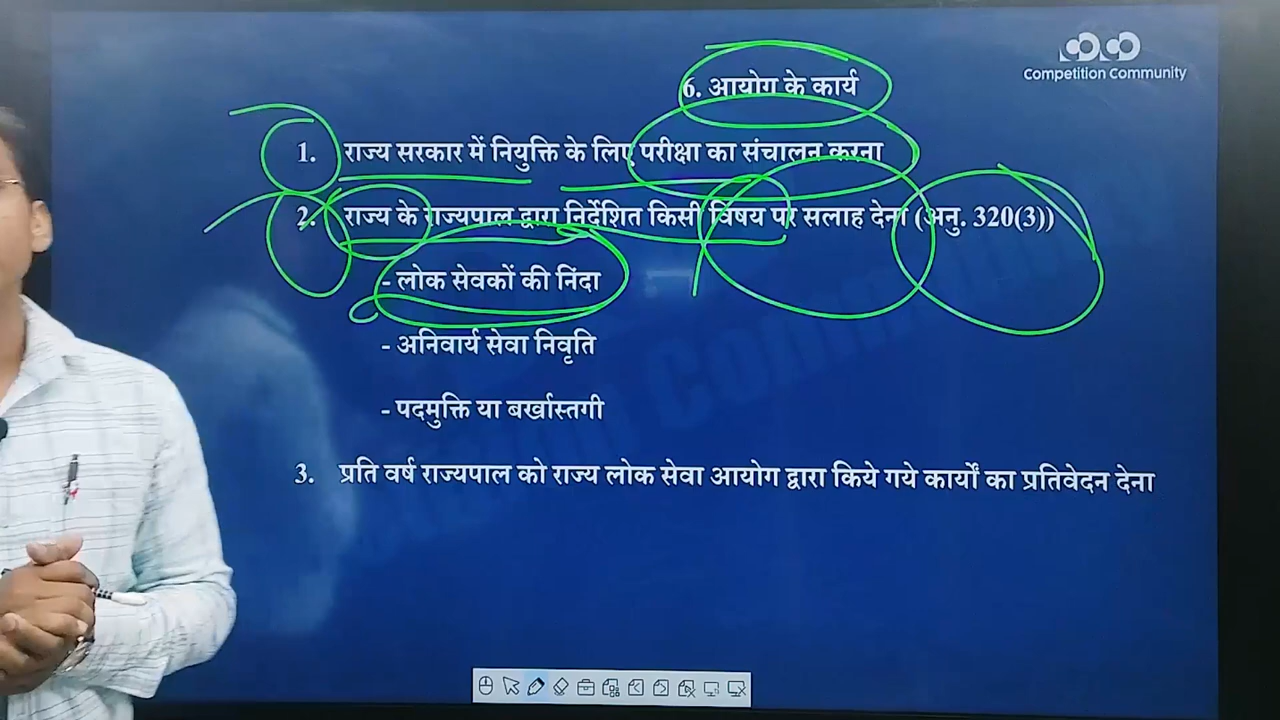 Competition Community
6. आयोग के कार्य
1. राज्य सरकार में नियुक्ति के लिए परीक्षा का संचालन करना
2. राज्य के राज्यपाल द्वारा निर्देशित किसी विषय पर सलाह देना (अनु. 320(3))
- लोक सेवकों की निंदा
- अनिवार्य सेवा निवृति
- पदमुक्ति या बर्खास्तगी
3. प्रति वर्ष राज्यपाल को राज्य लोक सेवा आयोग द्वारा किये गये कार्यों का प्रतिवेदन देना